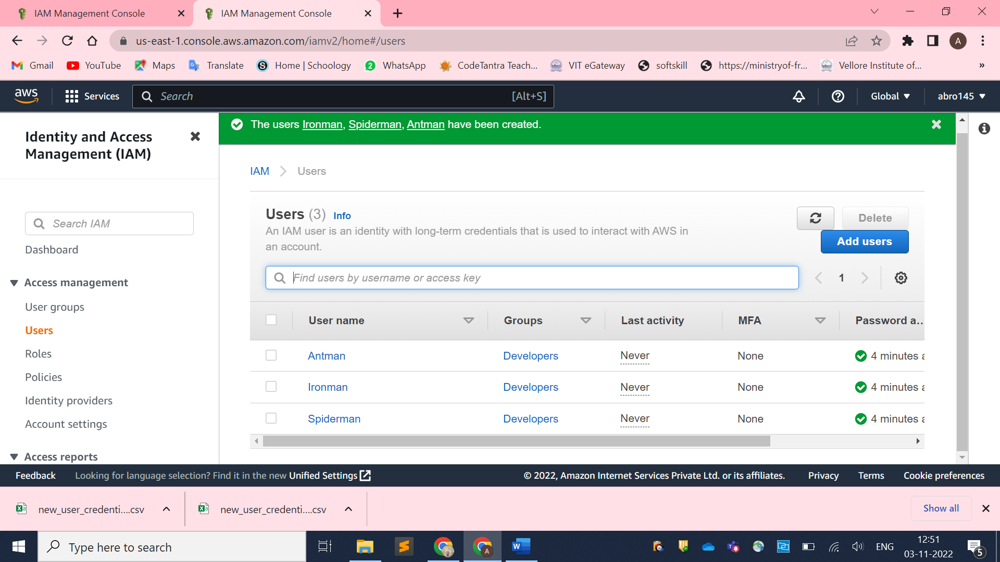 IAM Management Console
IAM Management Console
us-east-1.console.aws.amazon.com/iamv2/home#/users
A
Gmail YouTube Maps Translate Home | Schoology WhatsApp CodeTantra Teach... VIT eGateway softskill https://ministryof-fr... Vellore Institute of... »
aws Services Search [Alt+S] Global abro145
Identity and Access
Management (IAM)
Search IAM
Dashboard
Access management
User groups
Users
Roles
Policies
Identity providers
Account settings
Access reports
The users Ironman, Spiderman, Antman have been created.
IAM > Users
Users (3) Info
An IAM user is an identity with long-term credentials that is used to interact with AWS in
an account.
Delete
Add users
Find users by username or access key
1
User name Groups Last activity MFA Password a...
Antman Developers Never None 4 minutes a
Ironman Developers Never None 4 minutes a
Spiderman Developers Never None 4 minutes a
Feedback Looking for language selection? Find it in the new Unified Settings © 2022, Amazon Internet Services Private Ltd. or its affiliates. Privacy Terms Cookie preferences
new_user_credenti....csv new_user_credenti....csv Show all
Type here to search
ENG
12:51
03-11-2022
5